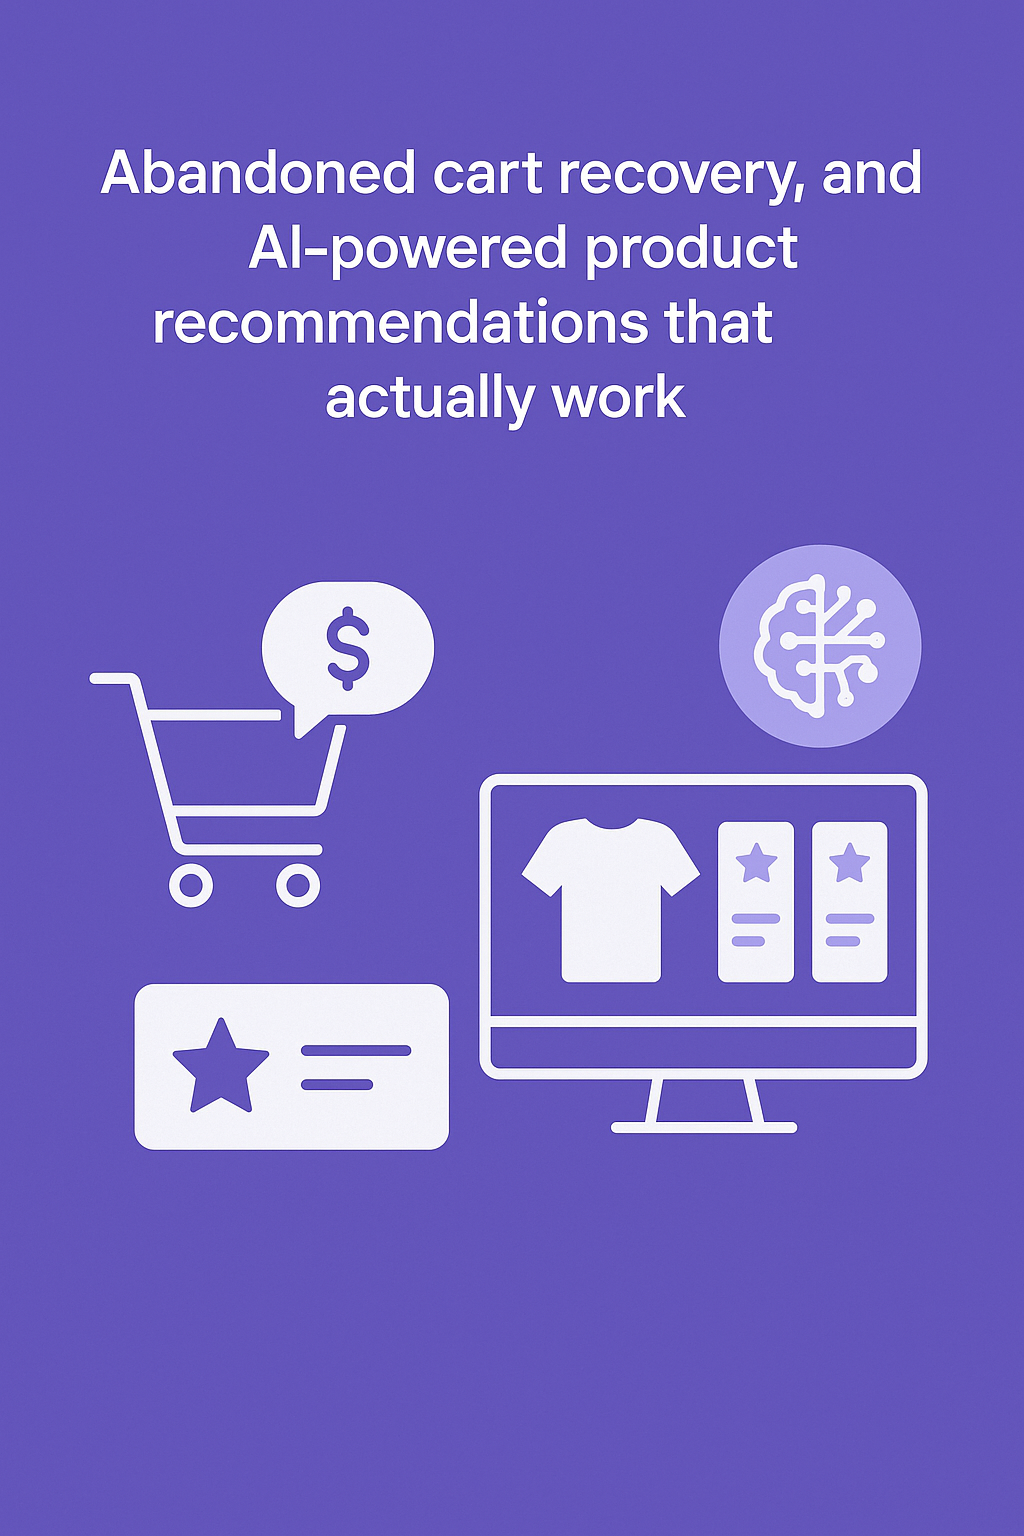 Abandoned cart recovery, and
AI-powered product
recommendations that
actually work
$